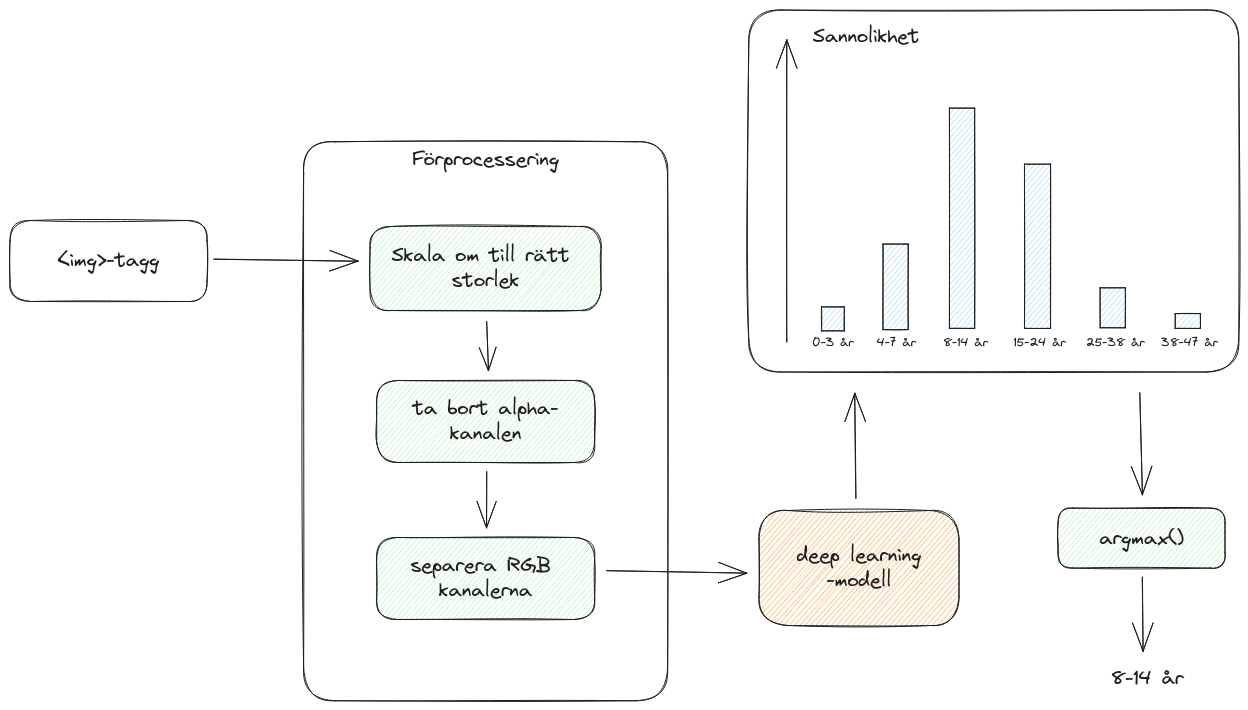 <img>-tagg
Förprocessering
Skala om till rätt
storlek
ta bort alpha-
kanalen
separera RGB
kanalerna
deep learning
-modell
Sannolikhet
0-3 år
4-7 år
8-14 år
15-24 år
25-38 år
38-47 år
argmax()
8-14 år